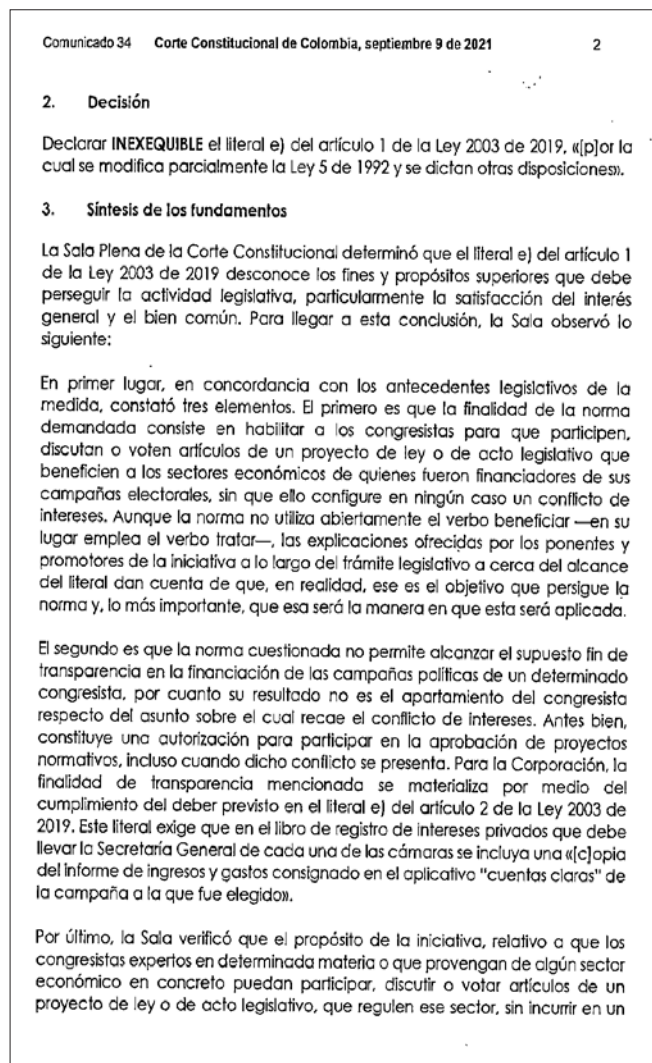 Comunicado 34 Corte Constitucional de Colombia, septiembre 9 de 2021 2
2. Decisión
Declarar INEXEQUIBLE el literal e) del artículo 1 de la Ley 2003 de 2019, «[p]or la
cual se modifica parcialmente la Ley 5 de 1992 y se dictan otras disposiciones».
3. Síntesis de los fundamentos
La Sala Plena de la Corte Constitucional determinó que el literal e) del artículo 1
de la Ley 2003 de 2019 desconoce los fines y propósitos superiores que debe
perseguir la actividad legislativa, particularmente la satisfacción del interés
general y el bien común. Para llegar a esta conclusión, la Sala observó lo
siguiente:
En primer lugar, en concordancia con los antecedentes legislativos de la
medida, constató tres elementos. El primero es que la finalidad de la norma
demandada consiste en habilitar a los congresistas para que participen,
discutan o voten artículos de un proyecto de ley o de acto legislativo que
beneficien a los sectores económicos de quienes fueron financiadores de sus
campañas electorales, sin que ello configure en ningún caso un conflicto de
intereses. Aunque la norma no utiliza abiertamente el verbo beneficiar —en su
lugar emplea el verbo tratar—, las explicaciones ofrecidas por los ponentes y
promotores de la iniciativa a lo largo del trámite legislativo a cerca del alcance
del literal dan cuenta de que, en realidad, ese es el objetivo que persigue la
norma y, lo más importante, que esa será la manera en que esta será aplicada.
El segundo es que la norma cuestionada no permite alcanzar el supuesto fin de
transparencia en la financiación de las campañas políticas de un determinado
congresista, por cuanto su resultado no es el apartamiento del congresista
respecto del asunto sobre el cual recae el conflicto de intereses. Antes bien,
constituye una autorización para participar en la aprobación de proyectos
normativos, incluso cuando dicho conflicto se presenta. Para la Corporación, la
finalidad de transparencia mencionada se materializa por medio del
cumplimiento del deber previsto en el literal e) del artículo 2 de la Ley 2003 de
2019. Este literal exige que en el libro de registro de intereses privados que debe
llevar la Secretaría General de cada una de las cámaras se incluya una «[c]opia
del informe de ingresos y gastos consignado en el aplicativo "cuentas claras" de
la campaña a la que fue elegido».
Por último, la Sala verificó que el propósito de la iniciativa, relativo a que los
congresistas expertos en determinada materia o que provengan de algún sector
económico en concreto puedan participar, discutir o votar artículos de un
proyecto de ley o de acto legislativo, que regulen ese sector, sin incurrir en un